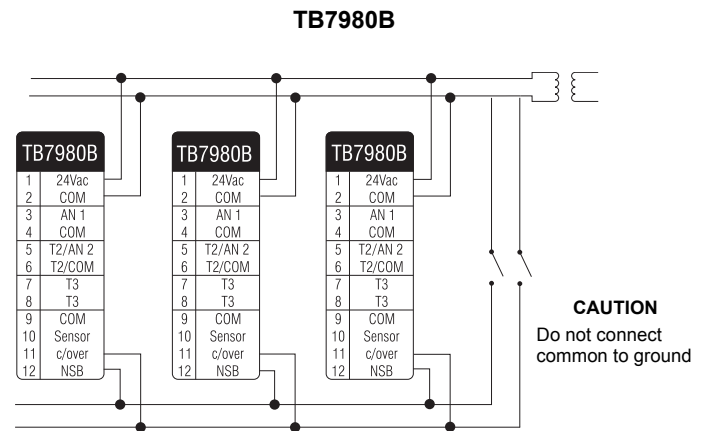 TB7980B
TB7980B
1 24Vac
2 COM
3 AN 1
4 COM
5 T2/AN 2
6 T2/COM
7 T3
8 T3
9 COM
10 Sensor
11 c/over
12 NSB
TB7980B
1 24Vac
2 COM
3 AN 1
4 COM
5 T2/AN 2
6 T2/COM
7 T3
8 T3
9 COM
10 Sensor
11 c/over
12 NSB
TB7980B
1 24Vac
2 COM
3 AN 1
4 COM
5 T2/AN 2
6 T2/COM
7 T3
8 T3
9 COM
10 Sensor
11 c/over
12 NSB
CAUTION
Do not connect
common to ground